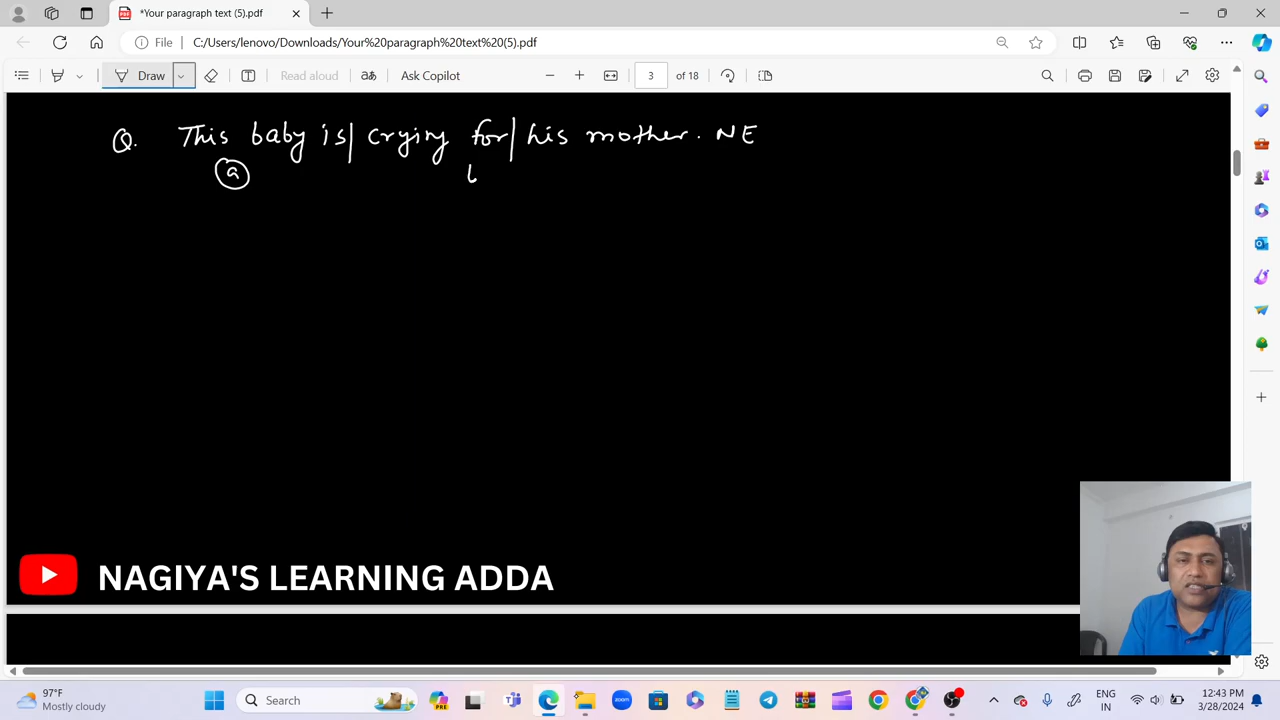 *Your paragraph text (5).pdf
File C:/Users/lenovo/Downloads/Your%20paragraph%20text%20(5).pdf
Draw Read aloud Ask Copilot 3 of 18
Q. This baby is| crying for| his mother. NE
a b
NAGIYA'S LEARNING ADDA
97°F
Mostly cloudy
Search
PRE
ENG
IN
12:43 PM
3/28/2024